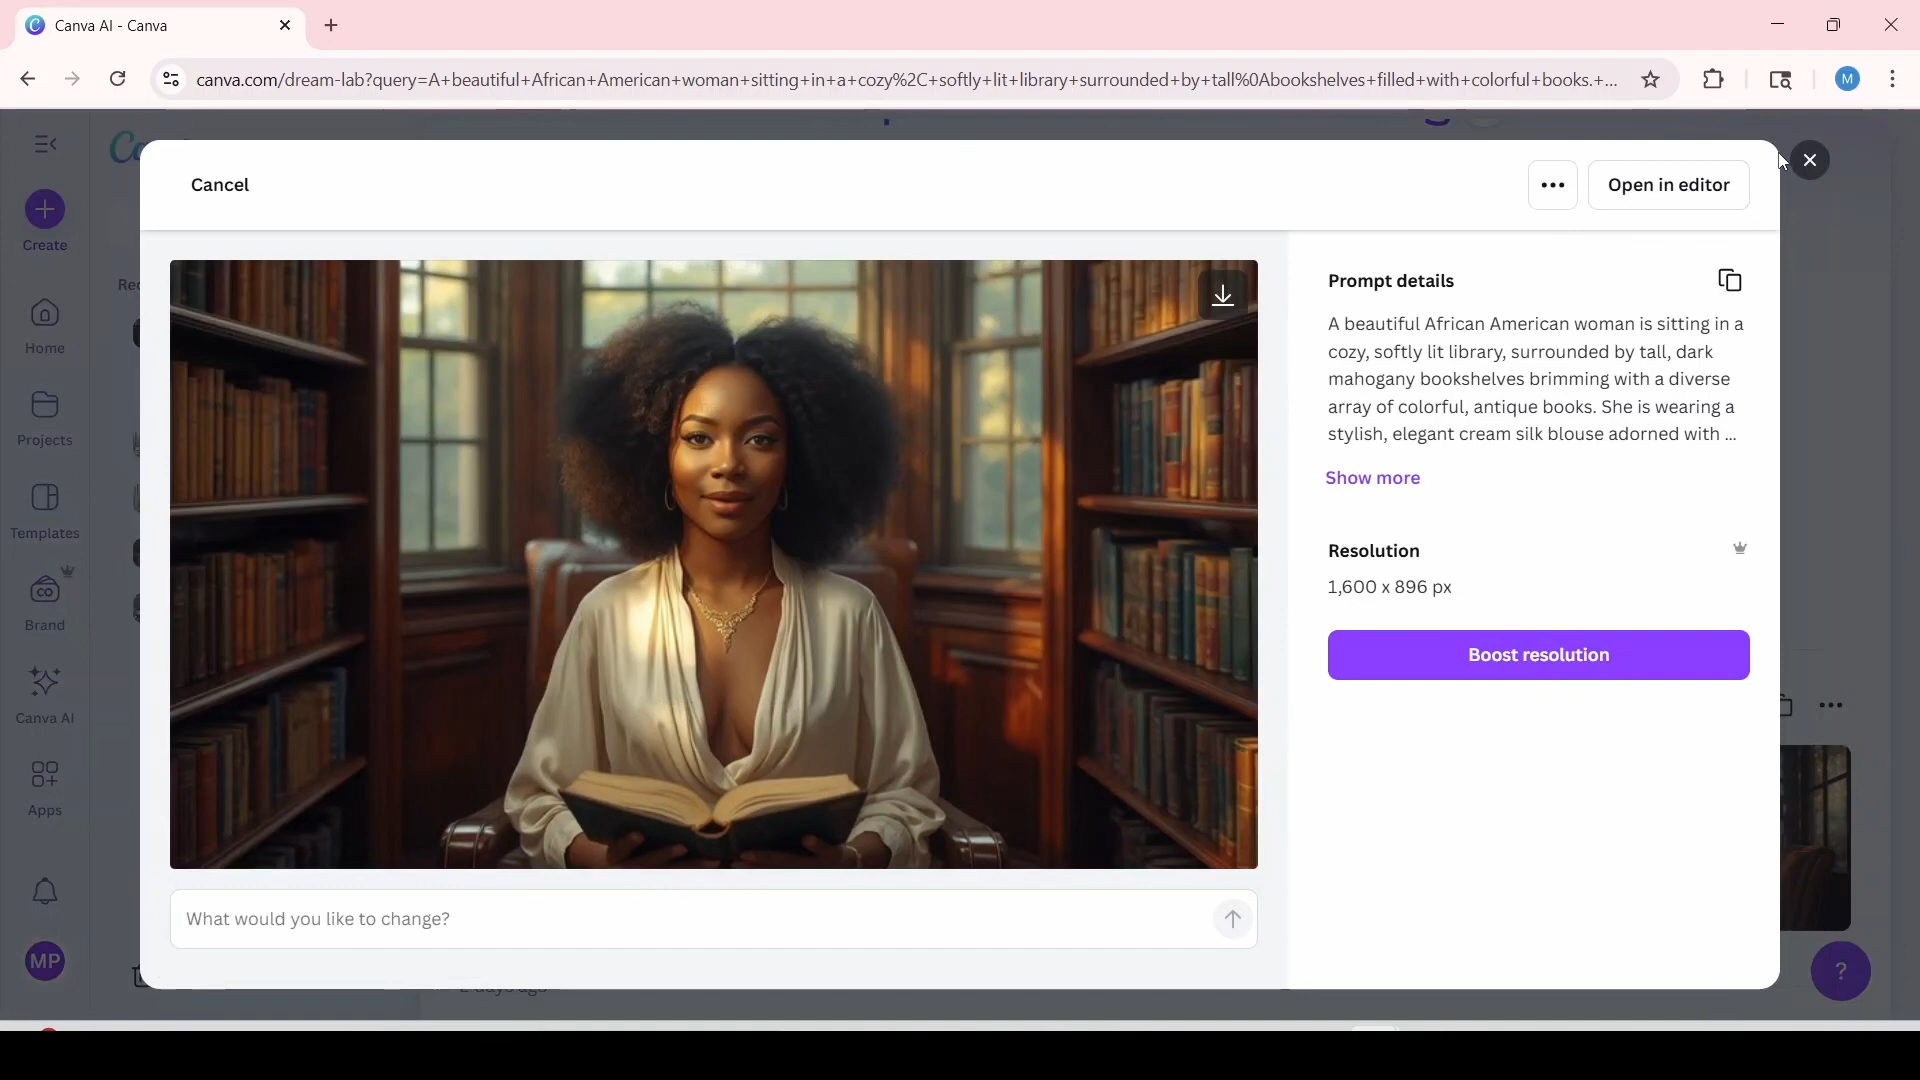 Canva AI - Canva
canva.com/dream-lab?query=A+beautiful+African+American+woman+sitting+in+a+cozy%2C+softly+lit+library+surrounded+by+tall%0Abookshelves+filled+with+colorful+books.+...
M
Create
Home
Projects
Templates
Brand
Canva AI
Apps
MP
Cancel
Open in editor
Prompt details
A beautiful African American woman is sitting in a
cozy, softly lit library, surrounded by tall, dark
mahogany bookshelves brimming with a diverse
array of colorful, antique books. She is wearing a
stylish, elegant cream silk blouse adorned with ...
Show more
Resolution
1,600 x 896 px
Boost resolution
What would you like to change?
?